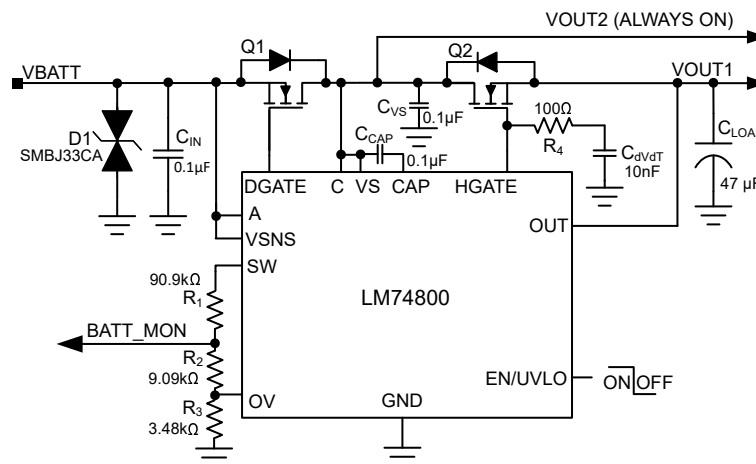 VOUT2 (ALWAYS ON)
Q1
Q2
VBATT
VOUT1
D1
SMBJ33CA
CIN
0.1µF
CVS
0.1µF
CCAP
0.1µF
100Ω
R4
CdVdT
10nF
CLOA
47 µF
DGATE
C
VS
CAP
HGATE
A
VSNS
SW
OUT
LM74800
90.9kΩ
R1
BATT_MON
R2
9.09kΩ
R3
3.48kΩ
OV
GND
EN/UVLO
ON OFF